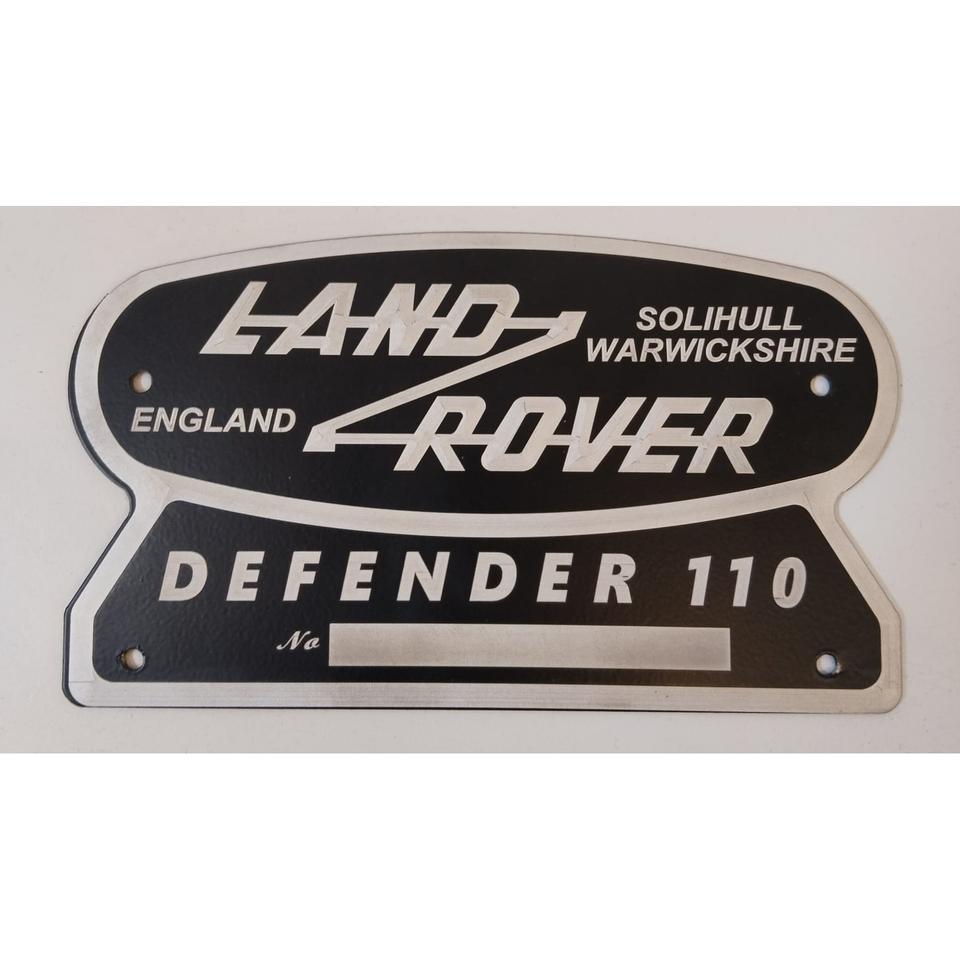 LAND
SOLIHULL
WARWICKSHIRE
ENGLAND
ROVER
DEFENDER 110
No